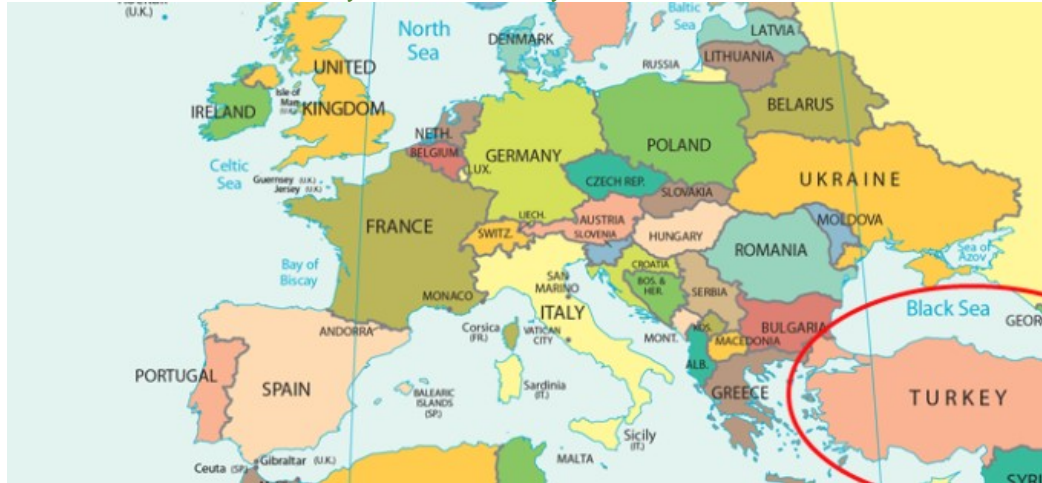 (U.K.)
North
Sea
Baltic
Sea
LATVIA
DENMARK
LITHUANIA
RUSSIA
UNITED
KINGDOM
Isle of
Man
(U.K.)
IRELAND
BELARUS
NETH.
POLAND
BELGIUM
GERMANY
Celtic
Sea
LUX.
CZECH REP.
UKRAINE
Guernsey (U.K.)
Jersey (U.K.)
SLOVAKIA
LIECH.
FRANCE
SWITZ.
AUSTRIA
SLOVENIA
HUNGARY
MOLDOVA
ROMANIA
Sea of
Azov
Bay of
Biscay
CROATIA
SAN
MARINO
BOS. &
HER.
SERBIA
MONACO
ITALY
Black Sea
GEOR
ANDORRA
Corsica
(FR.)
VATICAN
CITY
MONT.
KOS.
BULGARIA
MACEDONIA
ALB.
PORTUGAL
SPAIN
BALEARIC
ISLANDS
(SP.)
Sardinia
(IT.)
GREECE
TURKEY
Sicily
(IT.)
MALTA
Ceuta (SP.)
Gibraltar (U.K.)
SYRI